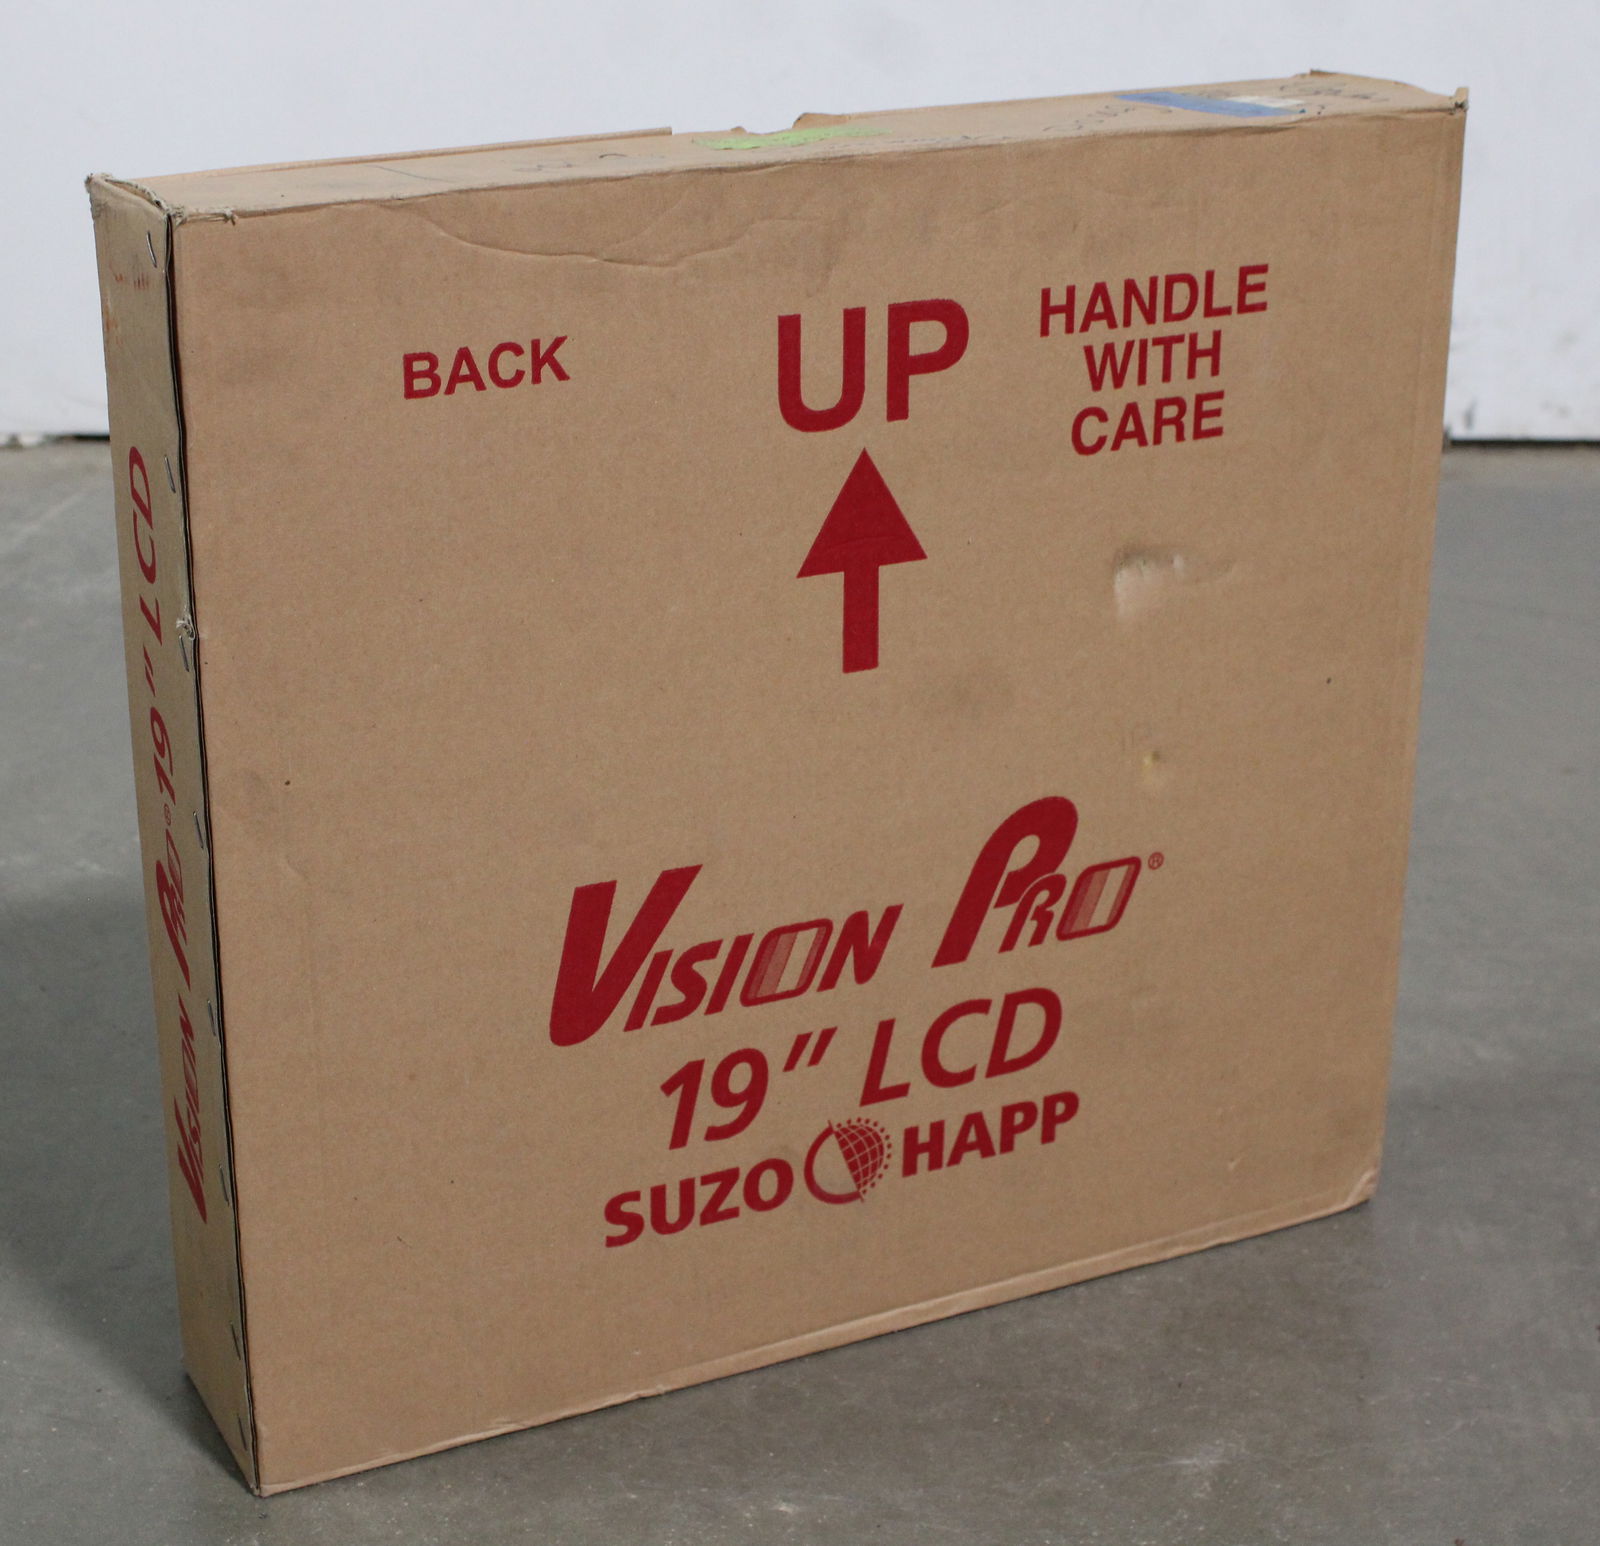 BACK
UP
HANDLE
WITH
CARE
VISION PRO®
19" LCD
SUZO HAPP
VISION PRO® 19" LCD